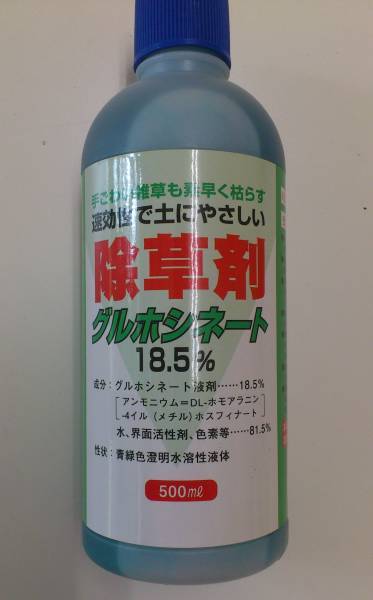 手ごわい雑草も素早く枯らす
速効性で土にやさしい
除草剤
グルホシネート
18.5%
成分：グルホシネート液剤……18.5%
アンモニウム＝DL-ホモアラニン
-4イル（メチル）ホスフィナート
水、界面活性剤、色素等……81.5%
性状：青緑色澄明水溶性液体
500mℓ